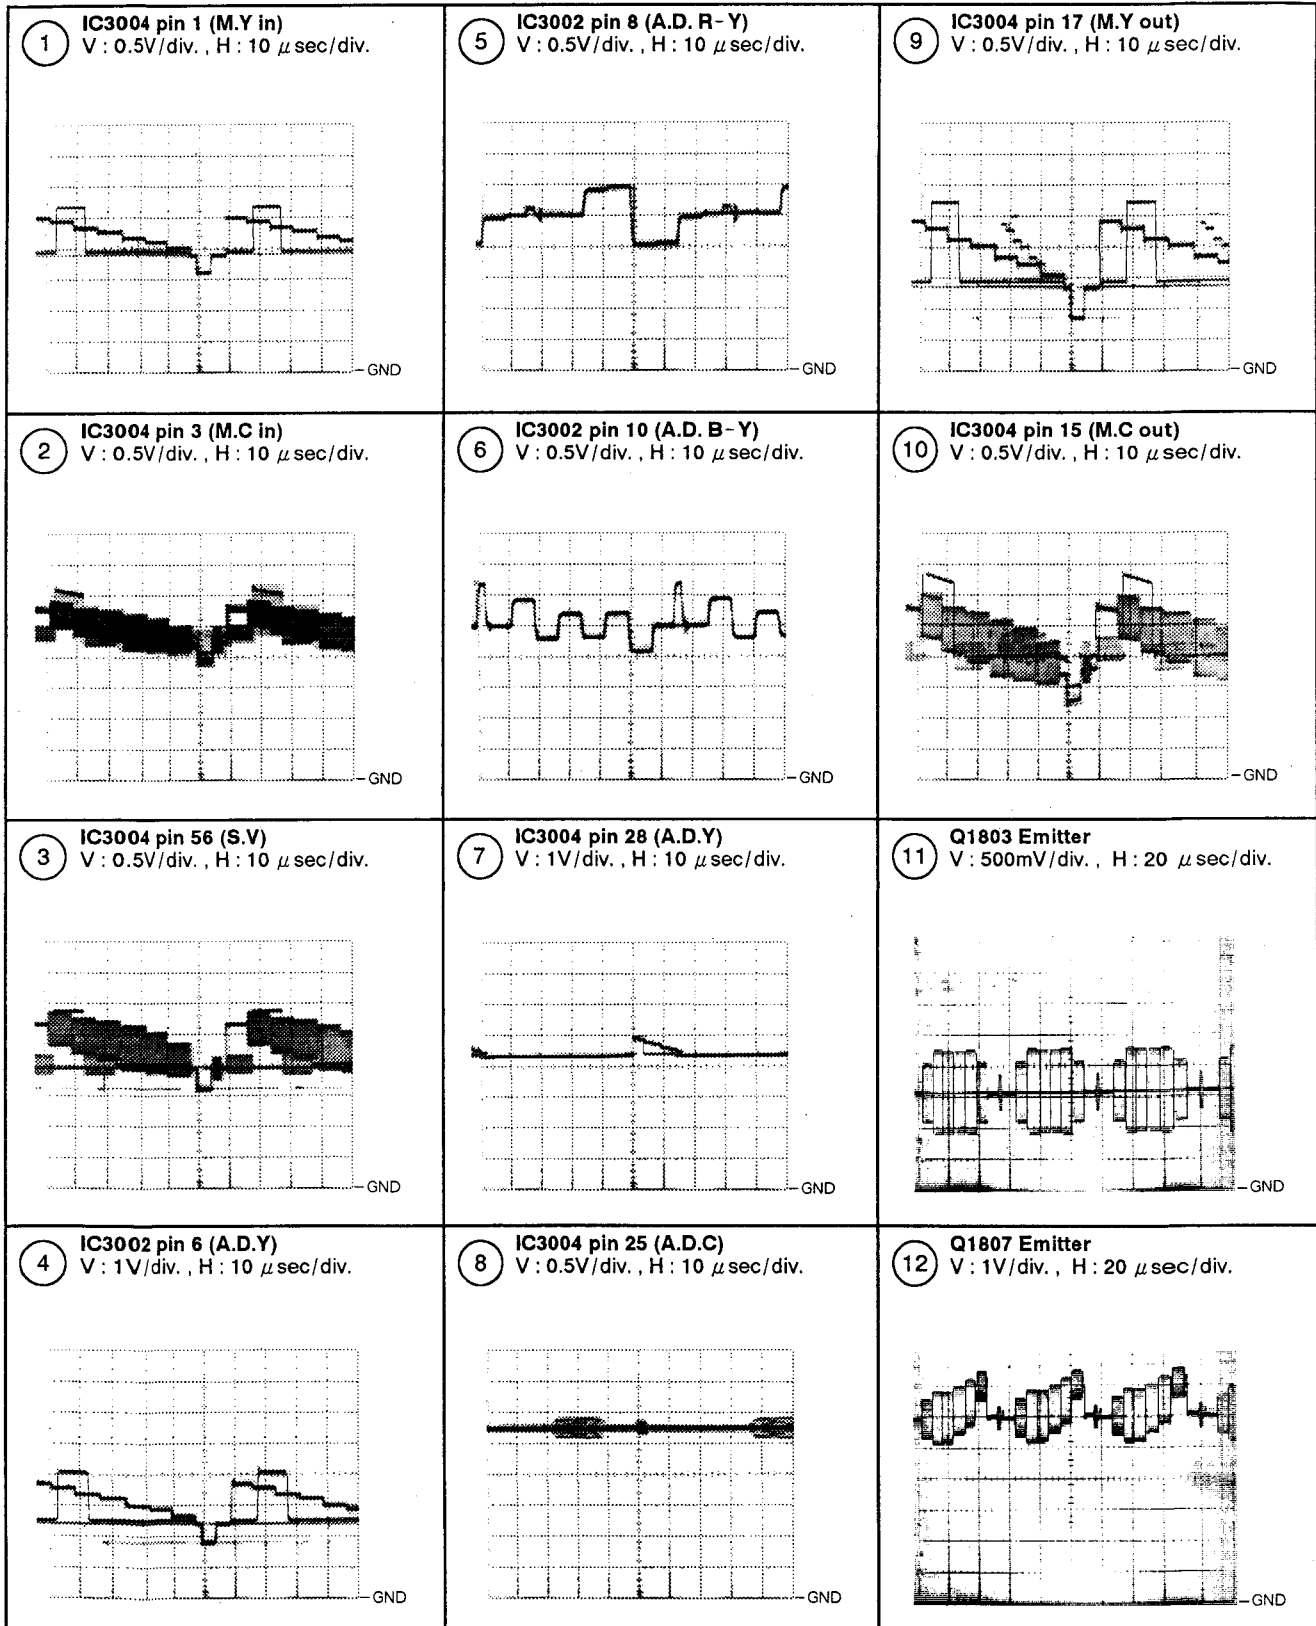 1
IC3004 pin 1 (M.Y in)
V : 0.5V/div. , H : 10 μsec/div.
GND
2
IC3004 pin 3 (M.C in)
V : 0.5V/div. , H : 10 μsec/div.
GND
3
IC3004 pin 56 (S.V)
V : 0.5V/div. , H : 10 μsec/div.
GND
4
IC3002 pin 6 (A.D.Y)
V : 1V/div. , H : 10 μsec/div.
GND
5
IC3002 pin 8 (A.D. R-Y)
V : 0.5V/div. , H : 10 μsec/div.
GND
6
IC3002 pin 10 (A.D. B-Y)
V : 0.5V/div. , H : 10 μsec/div.
GND
7
IC3004 pin 28 (A.D.Y)
V : 1V/div. , H : 10 μsec/div.
GND
8
IC3004 pin 25 (A.D.C)
V : 0.5V/div. , H : 10 μsec/div.
GND
9
IC3004 pin 17 (M.Y out)
V : 0.5V/div. , H : 10 μsec/div.
GND
10
IC3004 pin 15 (M.C out)
V : 0.5V/div. , H : 10 μsec/div.
GND
11
Q1803 Emitter
V : 500mV/div. , H : 20 μsec/div.
GND
12
Q1807 Emitter
V : 1V/div. , H : 20 μsec/div.
GND